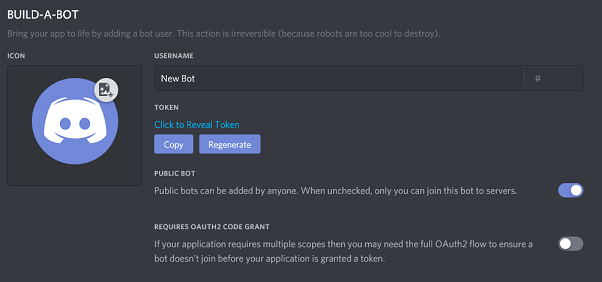 BUILD-A-BOT
Bring your app to life by adding a bot user. This action is irreversible (because robots are too cool to destroy).
ICON
USERNAME
New Bot
#
TOKEN
Click to Reveal Token
Copy
Regenerate
PUBLIC BOT
Public bots can be added by anyone. When unchecked, only you can join this bot to servers.
REQUIRES OAUTH2 CODE GRANT
If your application requires multiple scopes then you may need the full OAuth2 flow to ensure a
bot doesn't join before your application is granted a token.